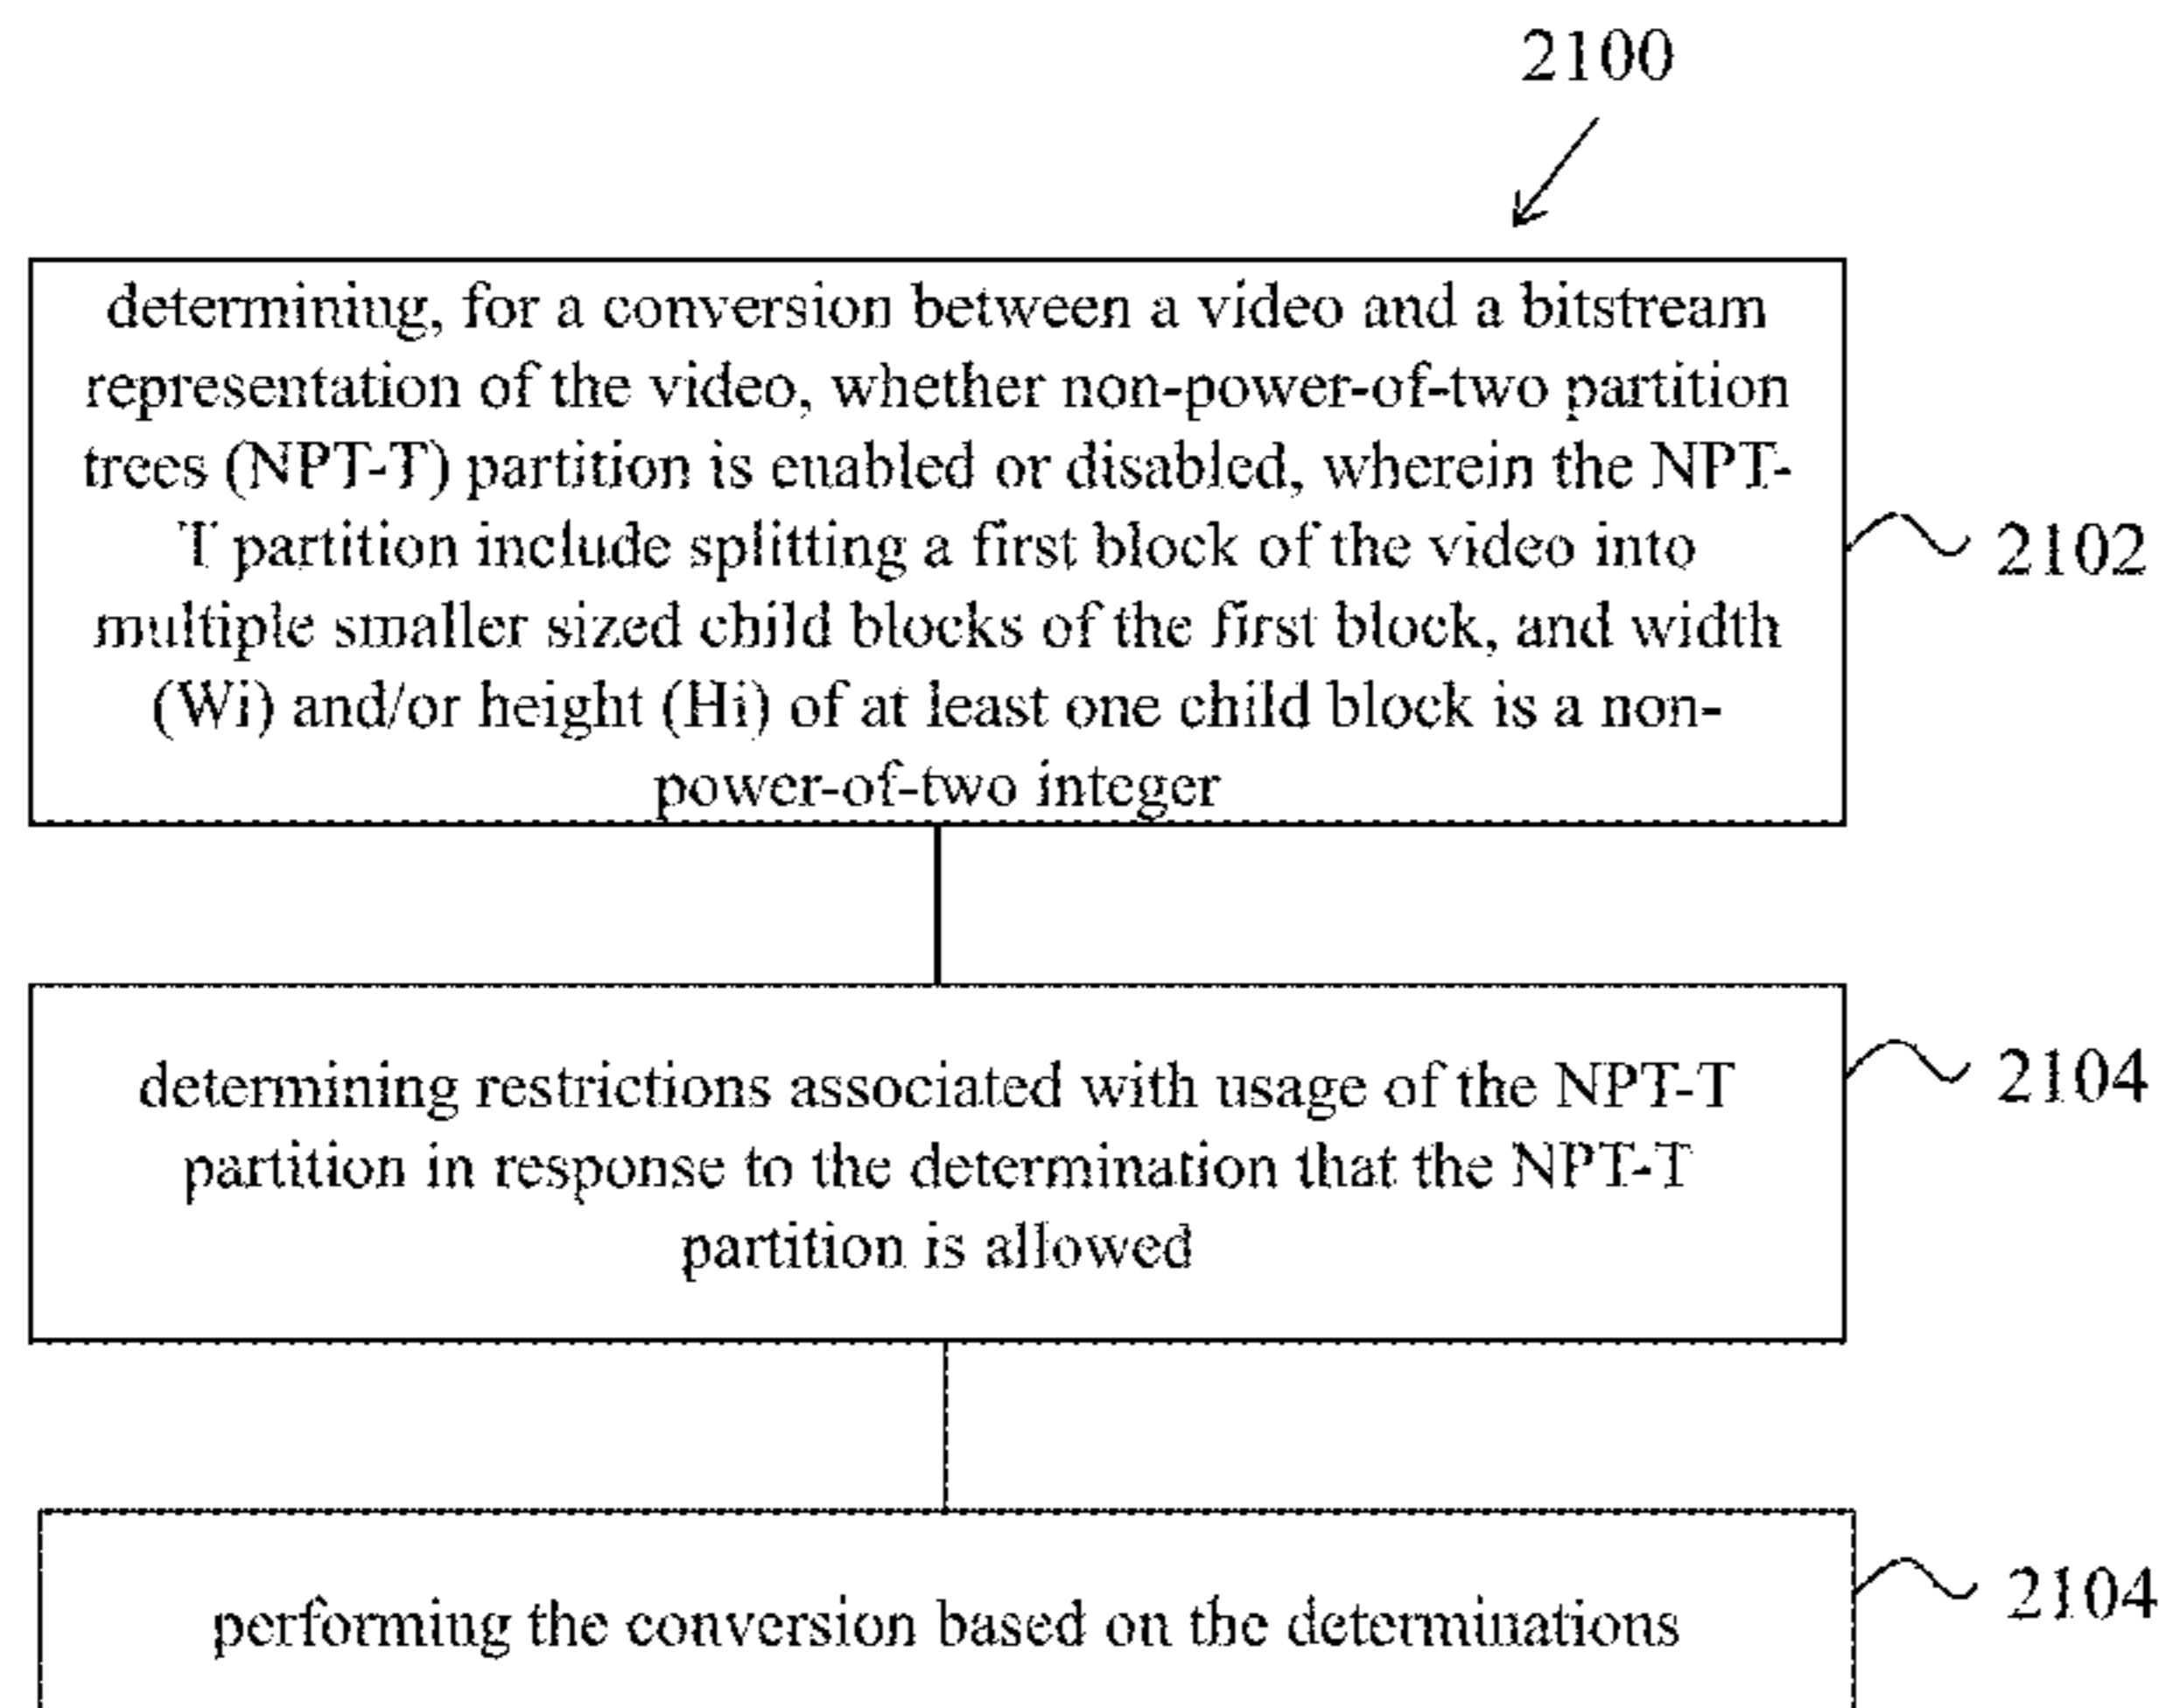 2100
determining, for a conversion between a video and a bitstream
representation of the video, whether non-power-of-two partition
trees (NPT-T) partition is enabled or disabled, wherein the NPT-
T partition include splitting a first block of the video into
multiple smaller sized child blocks of the first block, and width
(Wi) and/or height (Hi) of at least one child block is a non-
power-of-two integer
2102
determining restrictions associated with usage of the NPT-T
partition in response to the determination that the NPT-T
partition is allowed
2104
performing the conversion based on the determinations
2104